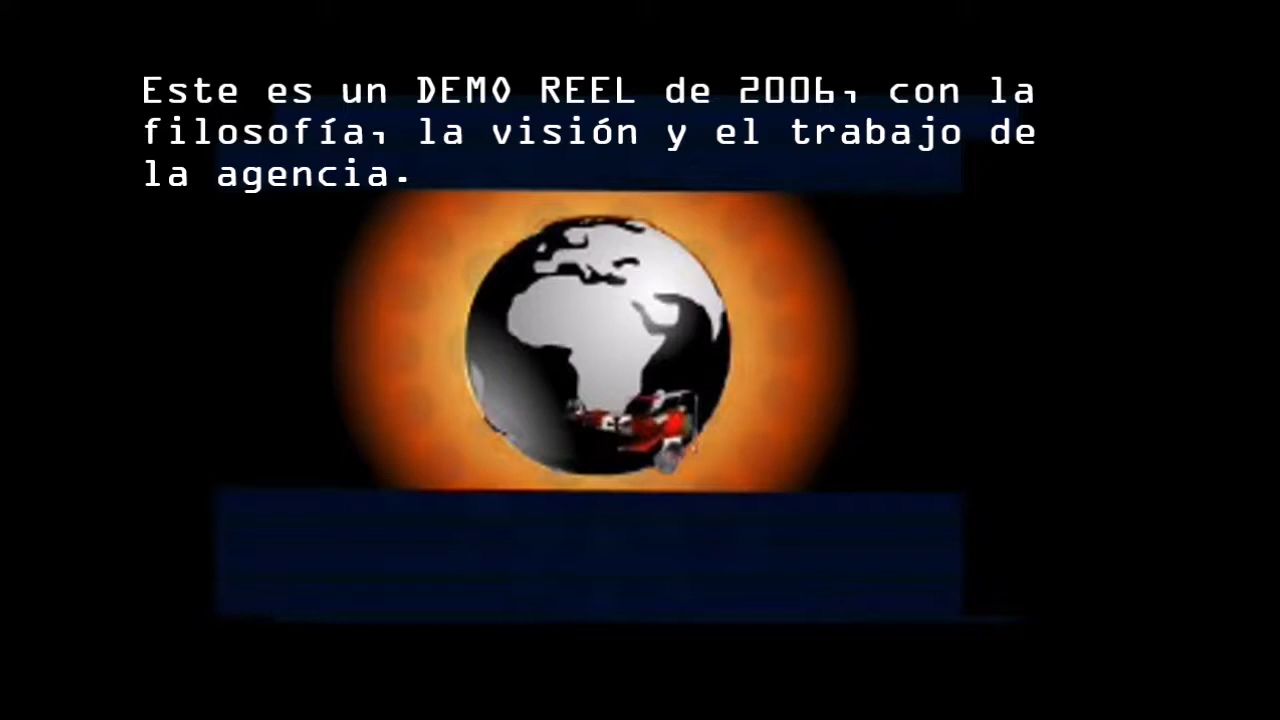 Este es un DEMO REEL de 2006, con la
filosofía, la visión y el trabajo de
la agencia.